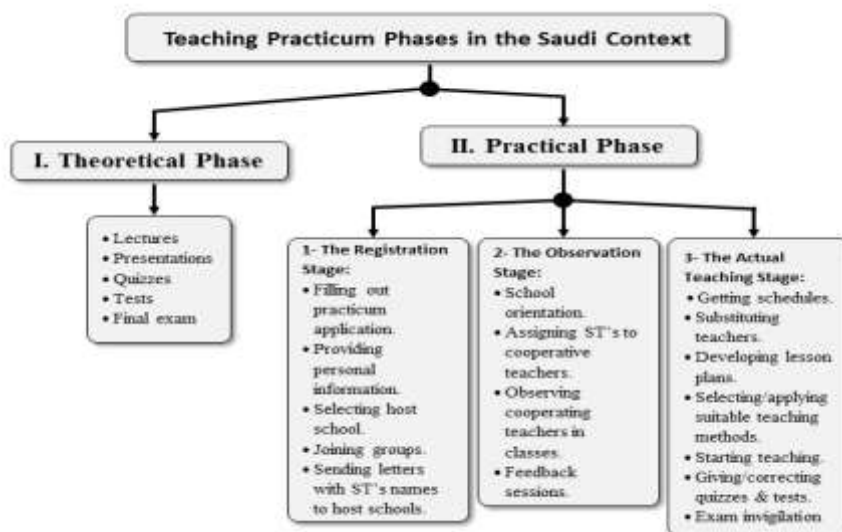 Teaching Practicum Phases in the Saudi Context
I. Theoretical Phase
II. Practical Phase
• Lectures
• Presentations
• Quizzes
• Tests
• Final exam
1- The Registration
Stage:
• Filling out
practicum
application.
• Providing
personal
information.
• Selecting host
school.
• Joining groups.
• Sending letters
with ST's names
to host schools.
2- The Observation
Stage:
• School
orientation.
• Assigning ST's to
cooperative
teachers.
• Observing
cooperating
teachers in
classes.
• Feedback
sessions.
3- The Actual
Teaching Stage:
• Getting schedules.
• Substituting
teachers.
• Developing lesson
plans.
• Selecting/applying
suitable teaching
methods.
• Starting teaching.
• Giving/correcting
quizzes & tests.
• Exam invigilation